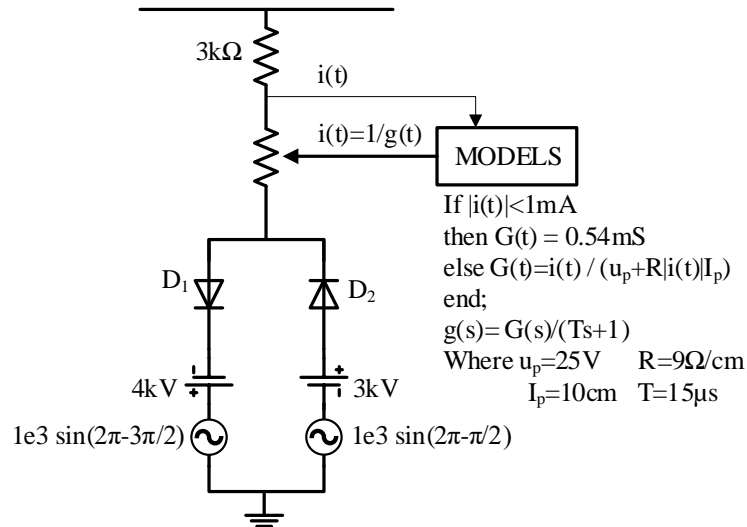 3kΩ
i(t)
i(t)=1/g(t)
MODELS
If |i(t)|<1mA
then G(t) = 0.54mS
else G(t)=i(t) / (uₚ+R|i(t)|Iₚ)
end;
g(s)= G(s)/(Ts+1)
Where uₚ=25V R=9Ω/cm
Iₚ=10cm T=15µs
D₁
D₂
4kV
3kV
1e3 sin(2π-3π/2)
1e3 sin(2π-π/2)